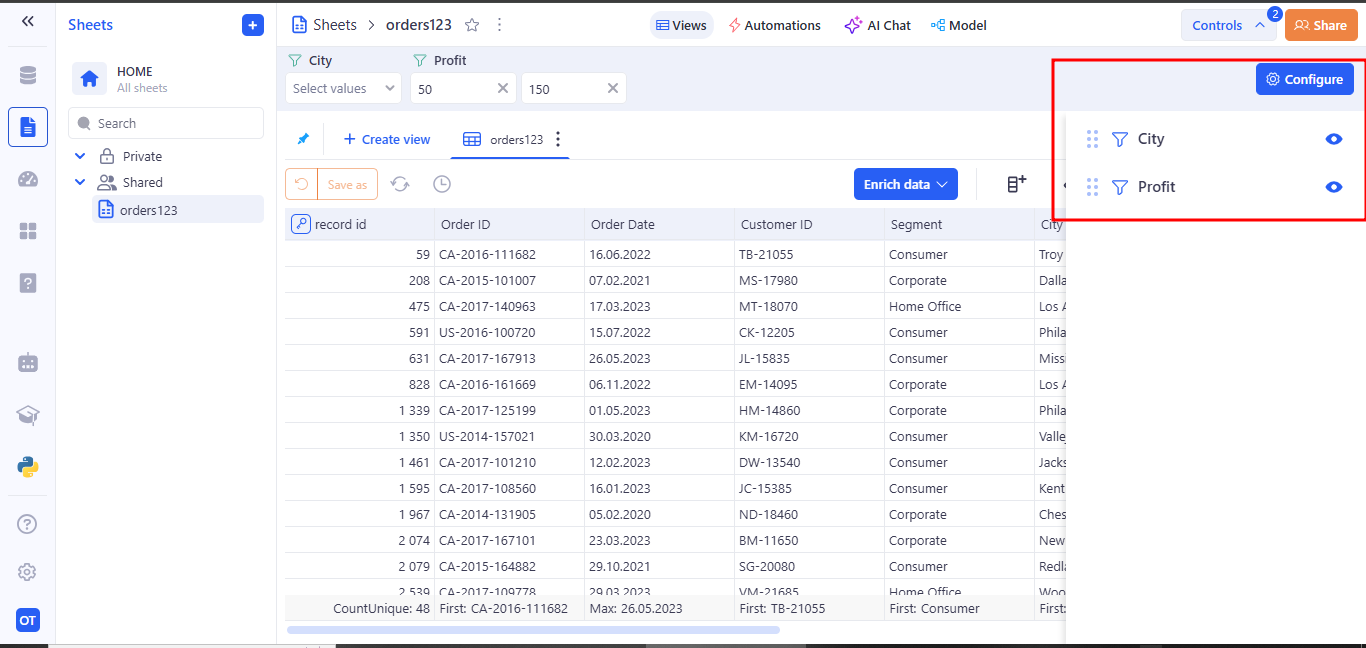 Sheets
+
Sheets > orders123
Views
Automations
AI Chat
Model
Controls
2
Share
HOME
All sheets
Search
Private
Shared
orders123
OT
City
Select values
Profit
50
150
Configure
City
Profit
+ Create view
orders123
Save as
Enrich data
record id Order ID Order Date Customer ID Segment City
59 CA-2016-111682 16.06.2022 TB-21055 Consumer Troy
208 CA-2015-101007 07.02.2021 MS-17980 Corporate Dalla
475 CA-2017-140963 17.03.2023 MT-18070 Home Office Los A
591 US-2016-100720 15.07.2022 CK-12205 Consumer Phila
631 CA-2017-167913 26.05.2023 JL-15835 Consumer Missi
828 CA-2016-161669 06.11.2022 EM-14095 Corporate Los A
1 339 CA-2017-125199 01.05.2023 HM-14860 Corporate Phila
1 350 US-2014-157021 30.03.2020 KM-16720 Consumer Valle
1 461 CA-2017-101210 12.02.2023 DW-13540 Consumer Jacks
1 595 CA-2017-108560 16.01.2023 JC-15385 Consumer Kent
1 967 CA-2014-131905 05.02.2020 ND-18460 Corporate Ches
2 074 CA-2017-167101 23.03.2023 BM-11650 Corporate New
2 079 CA-2015-164882 29.10.2021 SG-20080 Consumer Redla
2 539 CA-2017-109778 29.03.2023 VM-21685 Home Office Woo
CountUnique: 48 First: CA-2016-111682 Max: 26.05.2023 First: TB-21055 First: Consumer First: